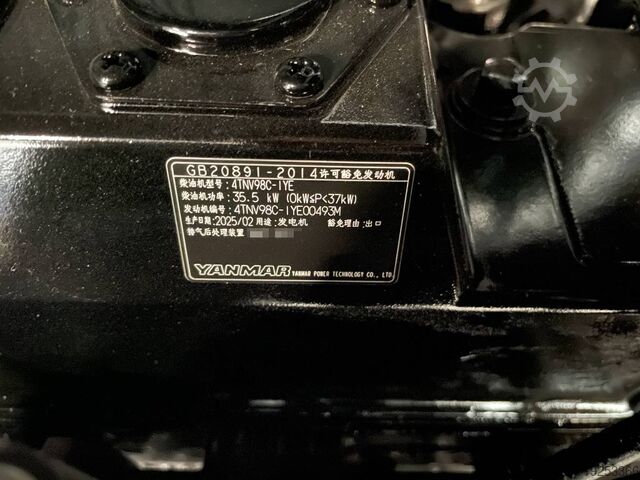 GB20891-2014许可豁免发动机
柴油机型号: 4TNV98C-IYE
柴油机功率: 35.5 kW (0kW≤P<37kW)
发动机编号: 4TNV98C-IYE00493M
生产日期: 2025/02 用途: 发电机 豁免理由: 出口
排气后处理装置
YANMAR YANMAR POWER TECHNOLOGY CO., LTD.